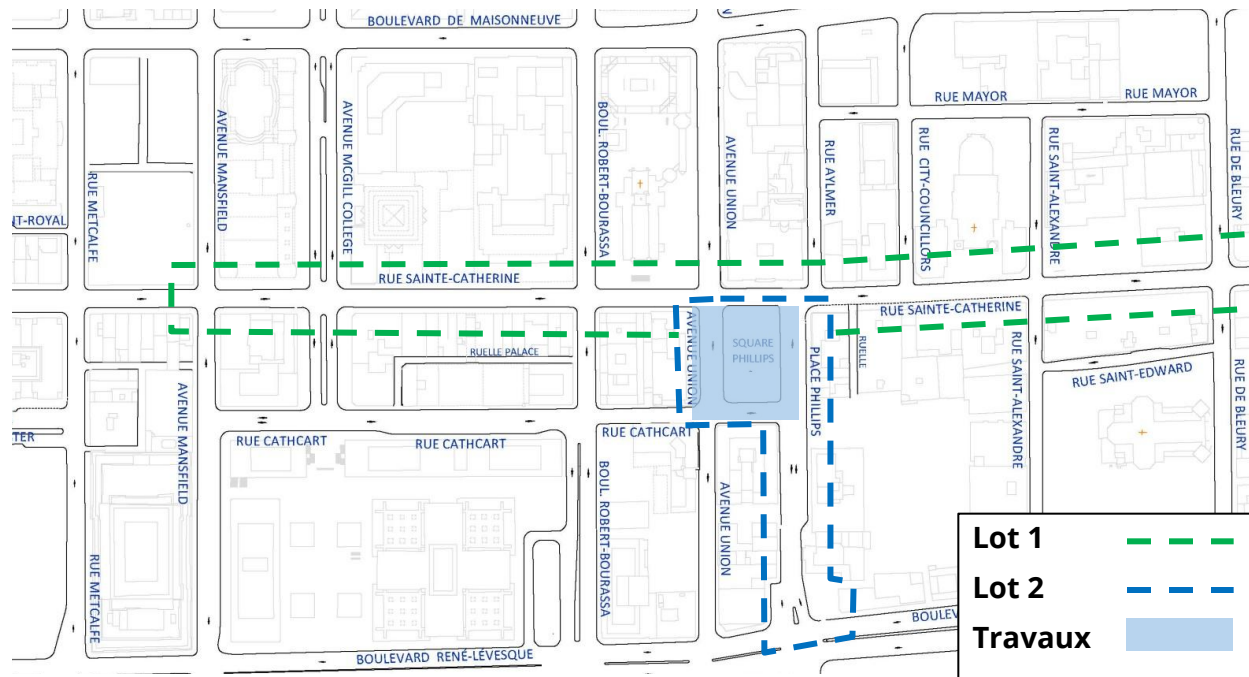 BOULEVARD DE MAISONNEUVE
RUE MAYOR
RUE MAYOR
RUE METCALFE
AVENUE MANSFIELD
AVENUE MCGILL COLLEGE
BOUL. ROBERT-BOURASSA
AVENUE UNION
RUE AYLMER
RUE CITY-COUNCILLORS
RUE SAINT-ALEXANDRE
RUE DE BLEURY
NT-ROYAL
RUE SAINTE-CATHERINE
RUE SAINTE-CATHERINE
RUELLE PALACE
AVENUE UNION
SQUARE
PHILLIPS
PLACE PHILLIPS
RUELLE
RUE SAINT-ALEXANDRE
RUE SAINT-EDWARD
RUE DE BLEURY
AVENUE MANSFIELD
TER
RUE CATHCART
RUE CATHCART
RUE CATHCART
BOUL. ROBERT-BOURASSA
AVENUE UNION
RUE METCALFE
BOULEVARD RENÉ-LÉVESQUE
BOULEV
Lot 1
Lot 2
Travaux